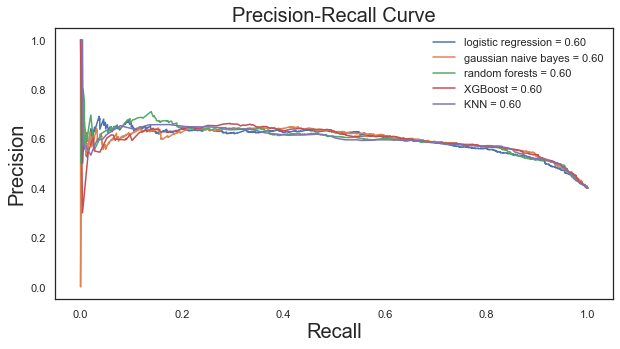 Precision-Recall Curve
logistic regression = 0.60
gaussian naive bayes = 0.60
random forests = 0.60
XGBoost = 0.60
KNN = 0.60
Precision
1.0
0.8
0.6
0.4
0.2
0.0
0.0 0.2 0.4 0.6 0.8 1.0
Recall